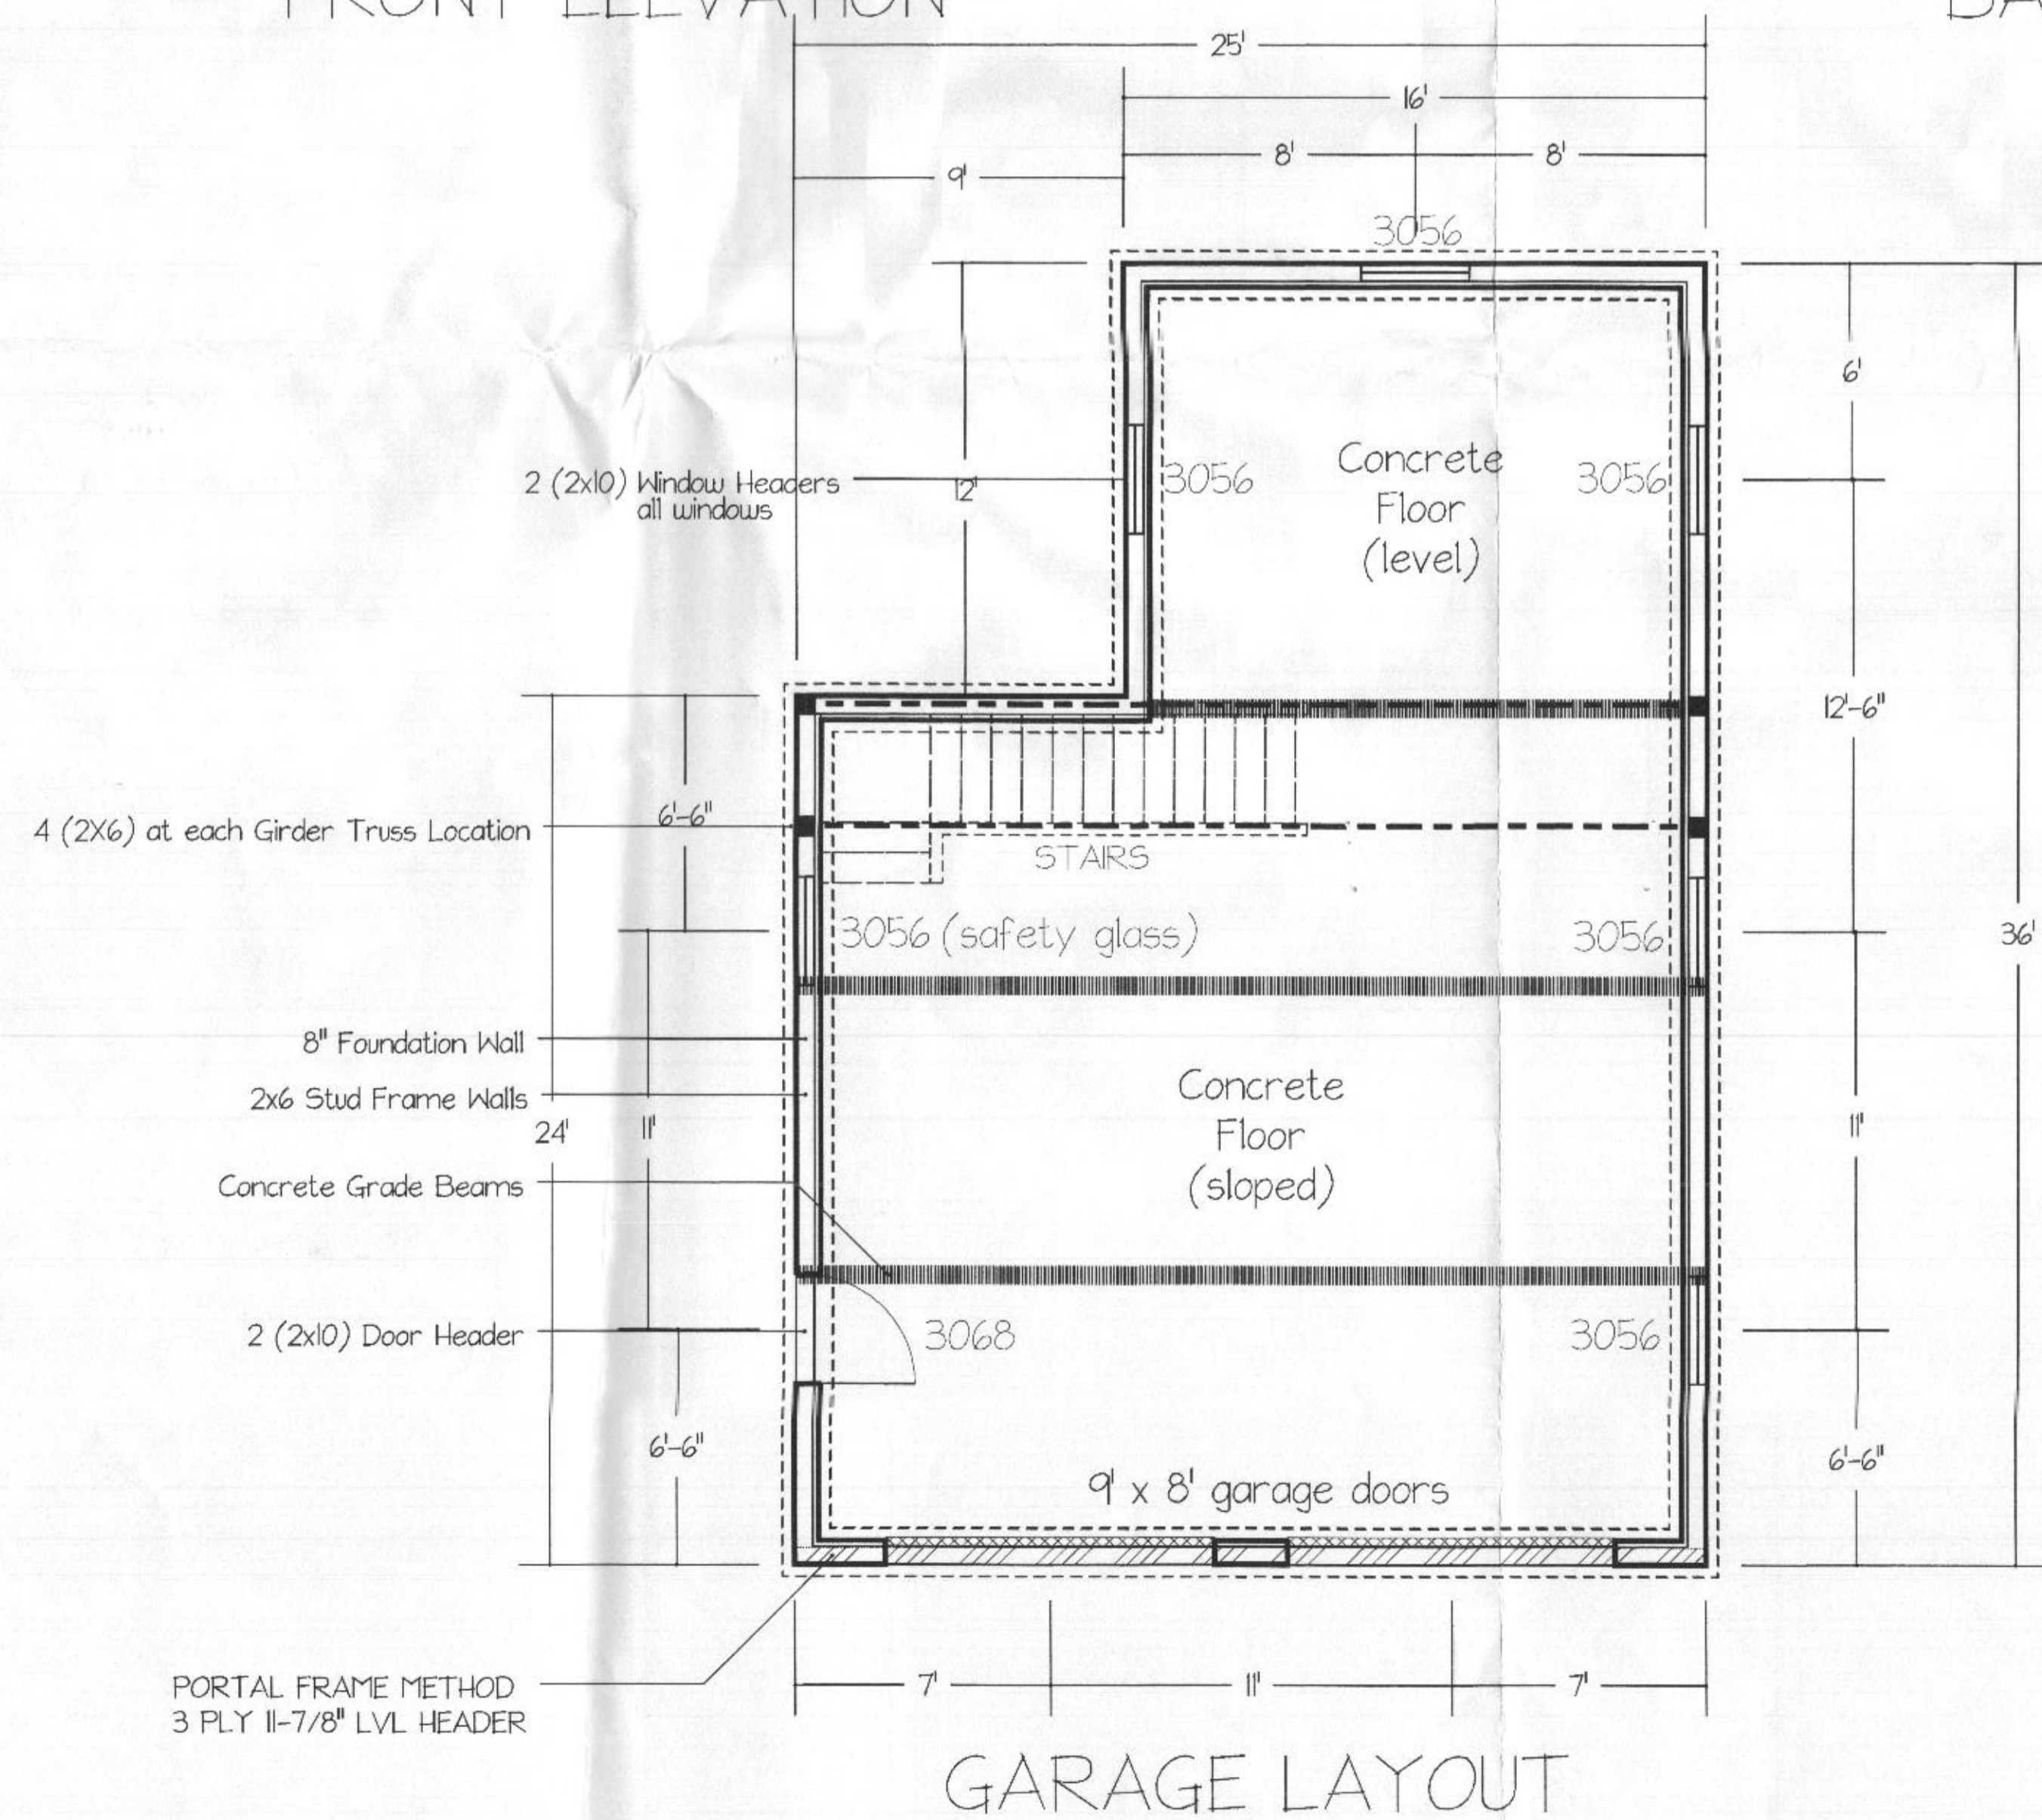 FRONT ELEVATION
BA
25'
16'
8'
8'
9'
3056
6'
2 (2x10) Window Headers
all windows
12'
3056
Concrete
Floor
(level)
3056
12'-6"
4 (2X6) at each Girder Truss Location
6'-6"
STAIRS
3056 (safety glass)
3056
36'
8" Foundation Wall
2x6 Stud Frame Walls
24'
11'
Concrete
Floor
(sloped)
11'
Concrete Grade Beams
2 (2x10) Door Header
3068
3056
6'-6"
6'-6"
9' x 8' garage doors
PORTAL FRAME METHOD
3 PLY 11-7/8" LVL HEADER
7'
11'
7'
GARAGE LAYOUT